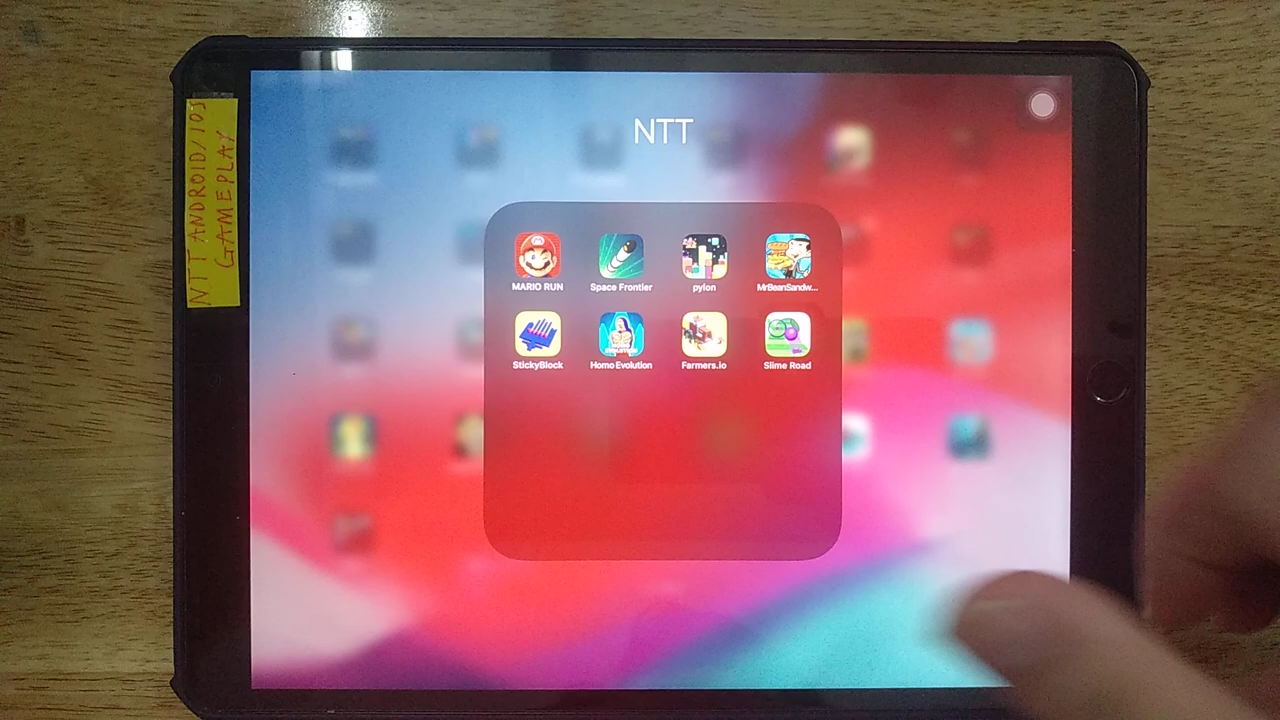 NTT ANDROID/IOS
GAMEPLAY
NTT
MARIO RUN
Space Frontier
pylon
MrBeanSandw...
StickyBlock
Homo Evolution
Farmers.io
Slime Road